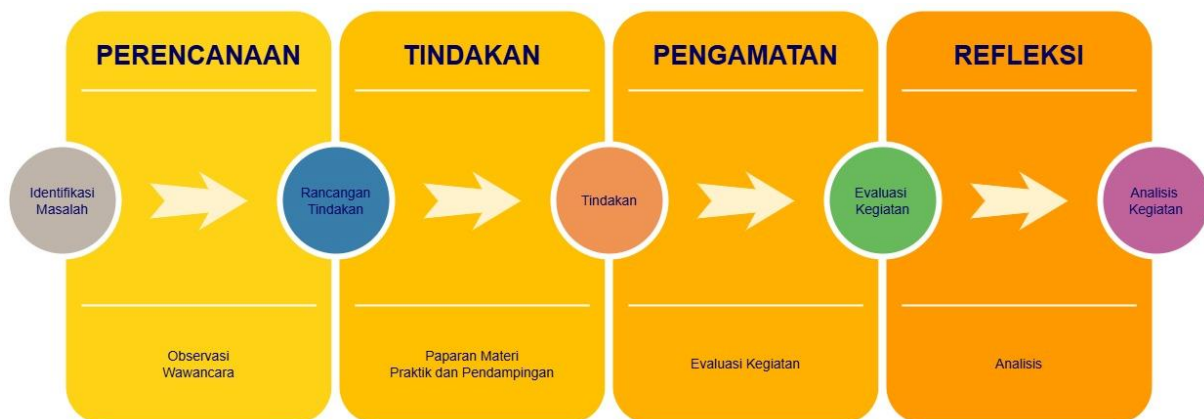 PERENCANAAN
TINDAKAN
PENGAMATAN
REFLEKSI
Identifikasi
Masalah
Rancangan
Tindakan
Tindakan
Evaluasi
Kegiatan
Analisis
Kegiatan
Observasi
Wawancara
Paparan Materi
Praktik dan Pendampingan
Evaluasi Kegiatan
Analisis